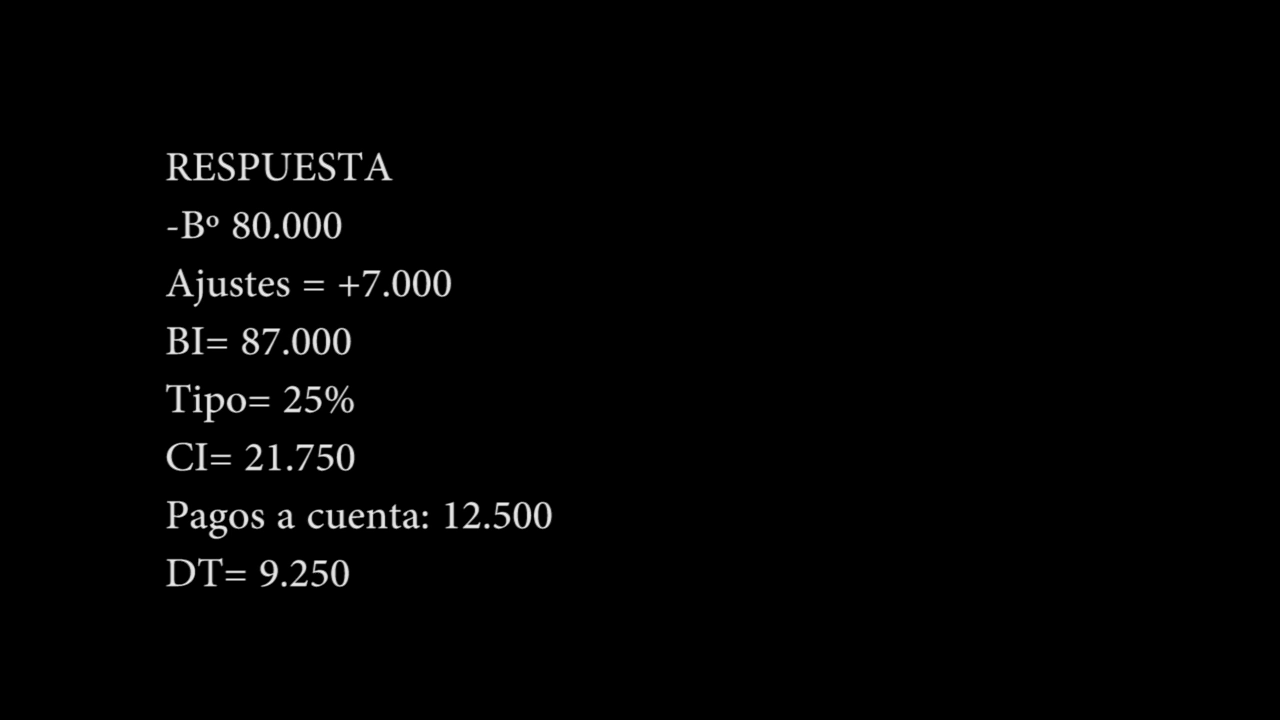 RESPUESTA
-Bº 80.000
Ajustes = +7.000
BI= 87.000
Tipo= 25%
CI= 21.750
Pagos a cuenta: 12.500
DT= 9.250